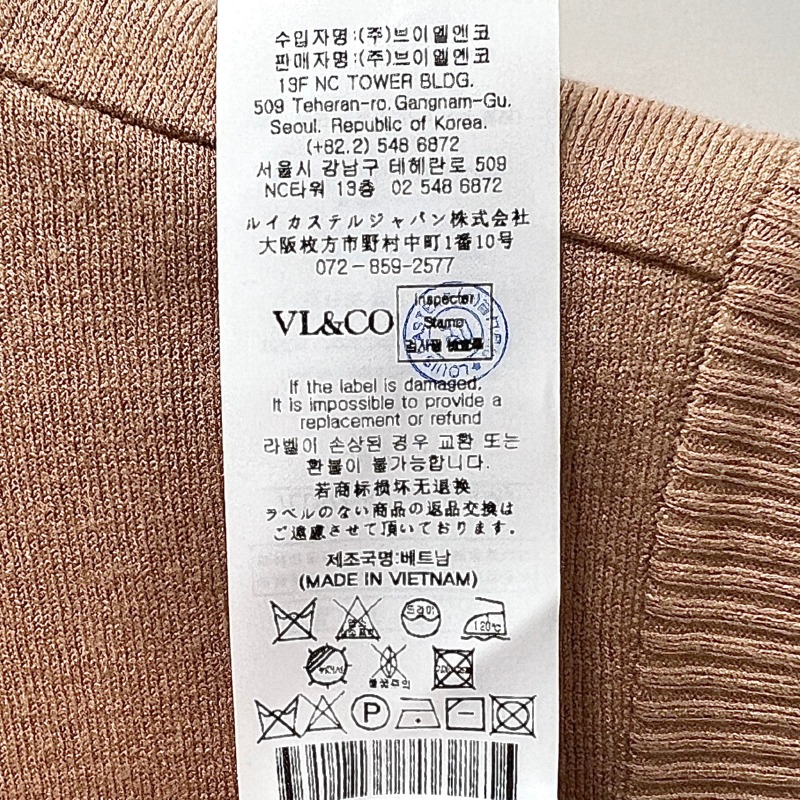 수입자명:(주)브이엘앤코
판매자명:(주)브이엘앤코
13F NC TOWER BLDG.
509 Teheran-ro. Gangnam-Gu.
Seoul. Republic of Korea.
(+82.2) 548 6872
서울시 강남구 테헤란로 509
NC타워 13층 02 548 6872
ルイカステルジャパン株式会社
大阪枚方市野村中町1番10号
072-859-2577
VL&CO
Inspecter
Stamp
If the label is damaged,
It is impossible to provide a
replacement or refund
라벨이 손상된 경우 교환 또는
환불이 불가능합니다.
若商标损坏无退换
ラベルのない商品の返品交換は
ご遠慮させて頂いております。
제조국명:베트남
(MADE IN VIETNAM)
드라이
120℃
P